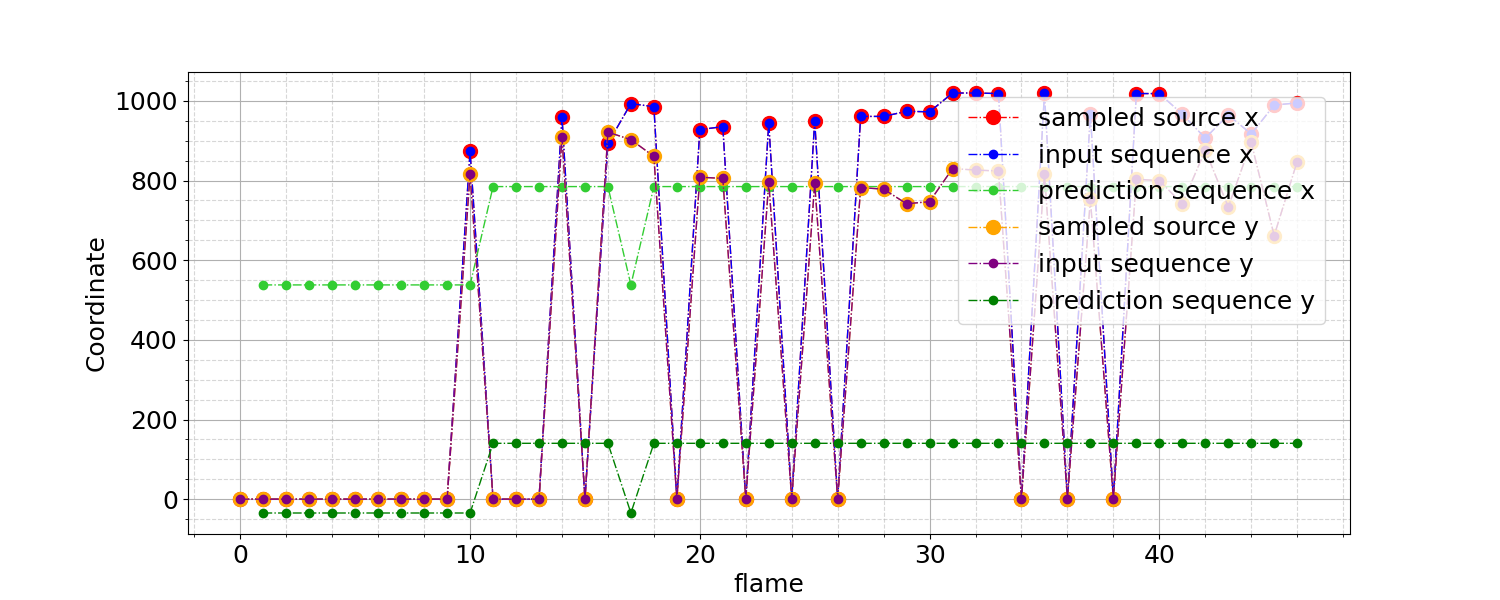 1000
800
600
400
200
0
Coordinate
0 10 20 30 40
flame
sampled source x
input sequence x
prediction sequence x
sampled source y
input sequence y
prediction sequence y